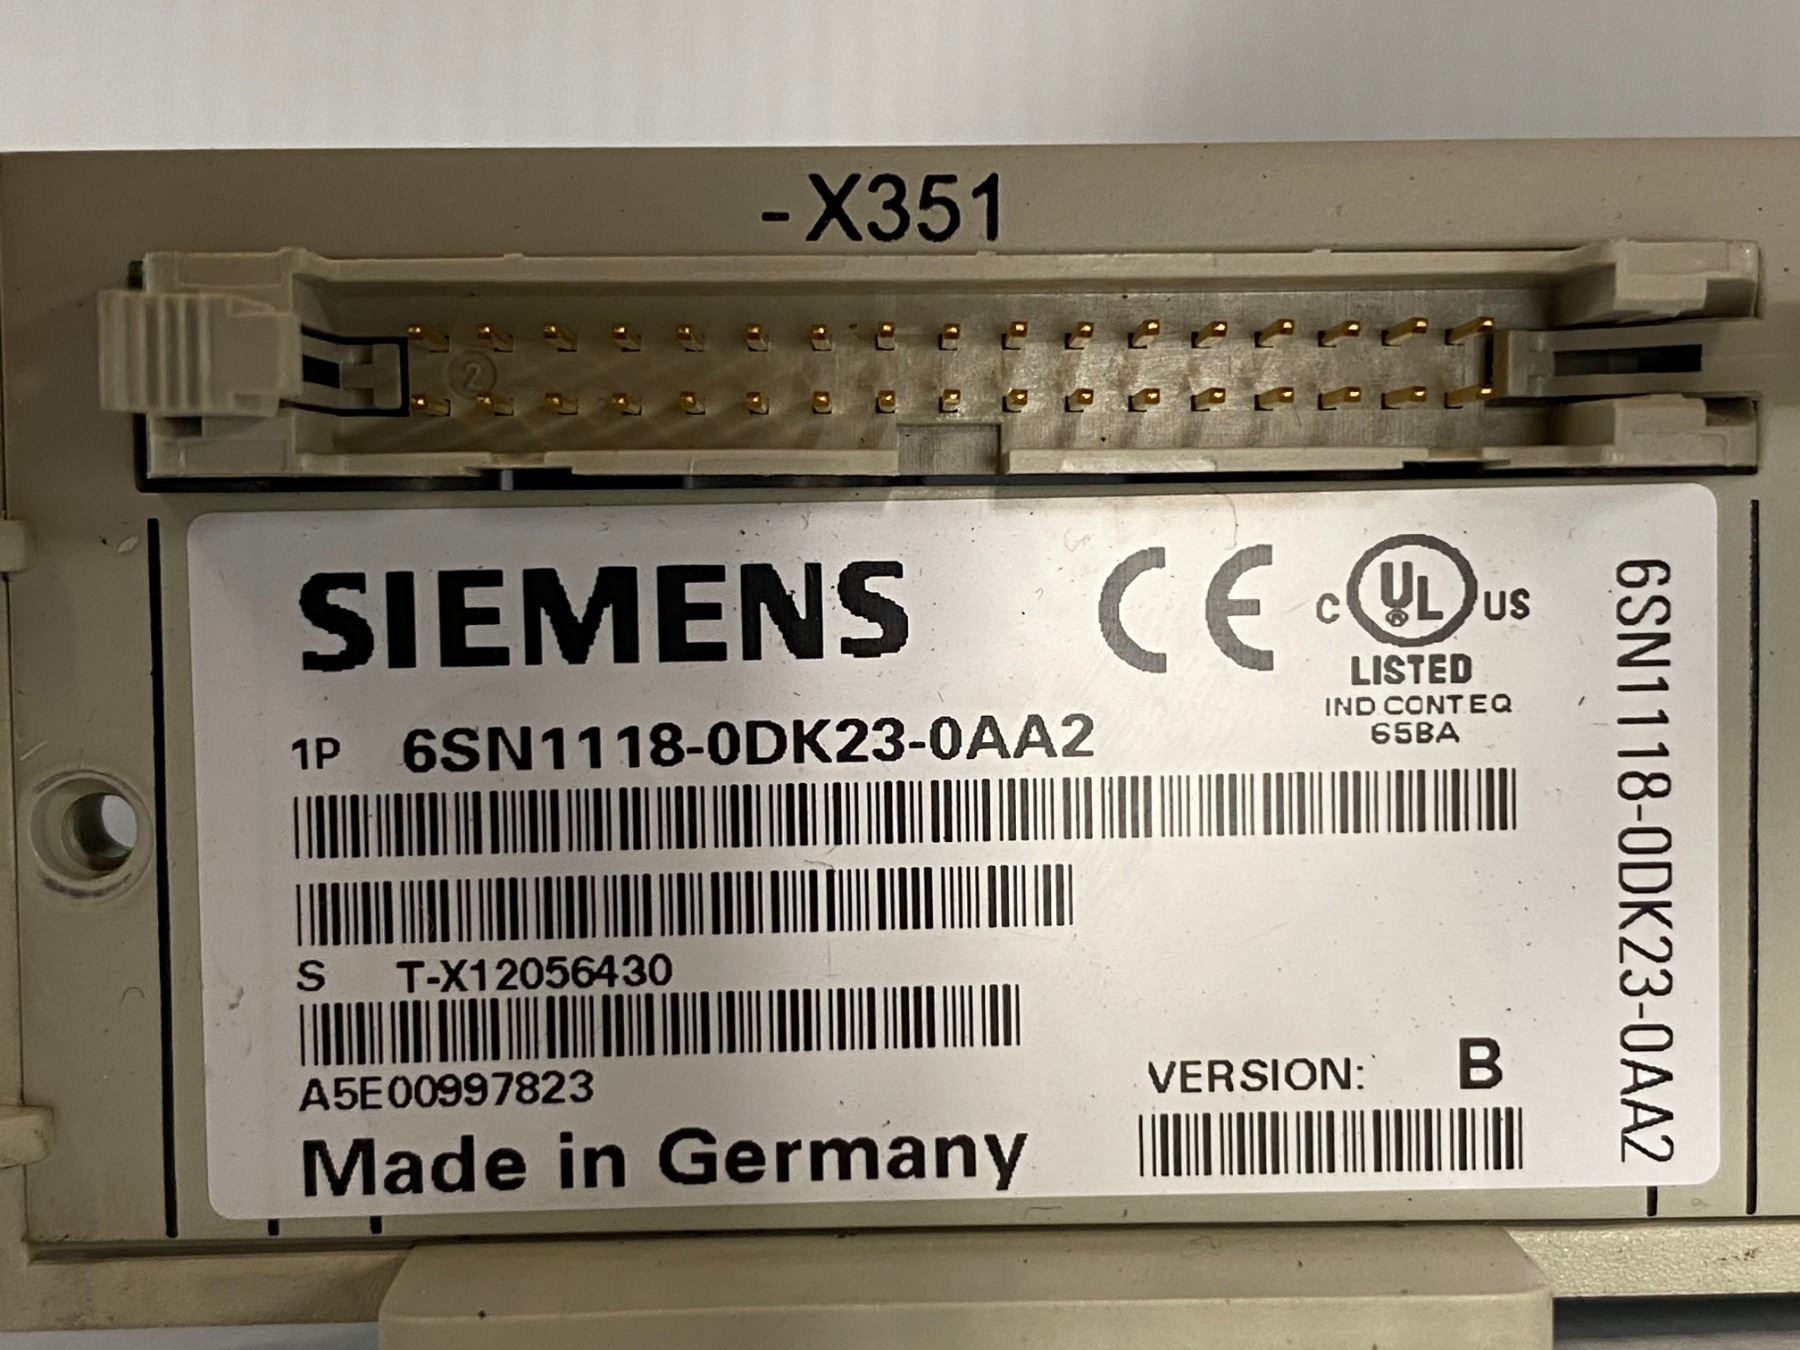 -X351
2
SIEMENS
CE
C UL US
LISTED
IND CONT EQ
65BA
1P 6SN1118-0DK23-0AA2
S T-X12056430
A5E00997823
VERSION: B
Made in Germany
6SN1118-0DK23-0AA2